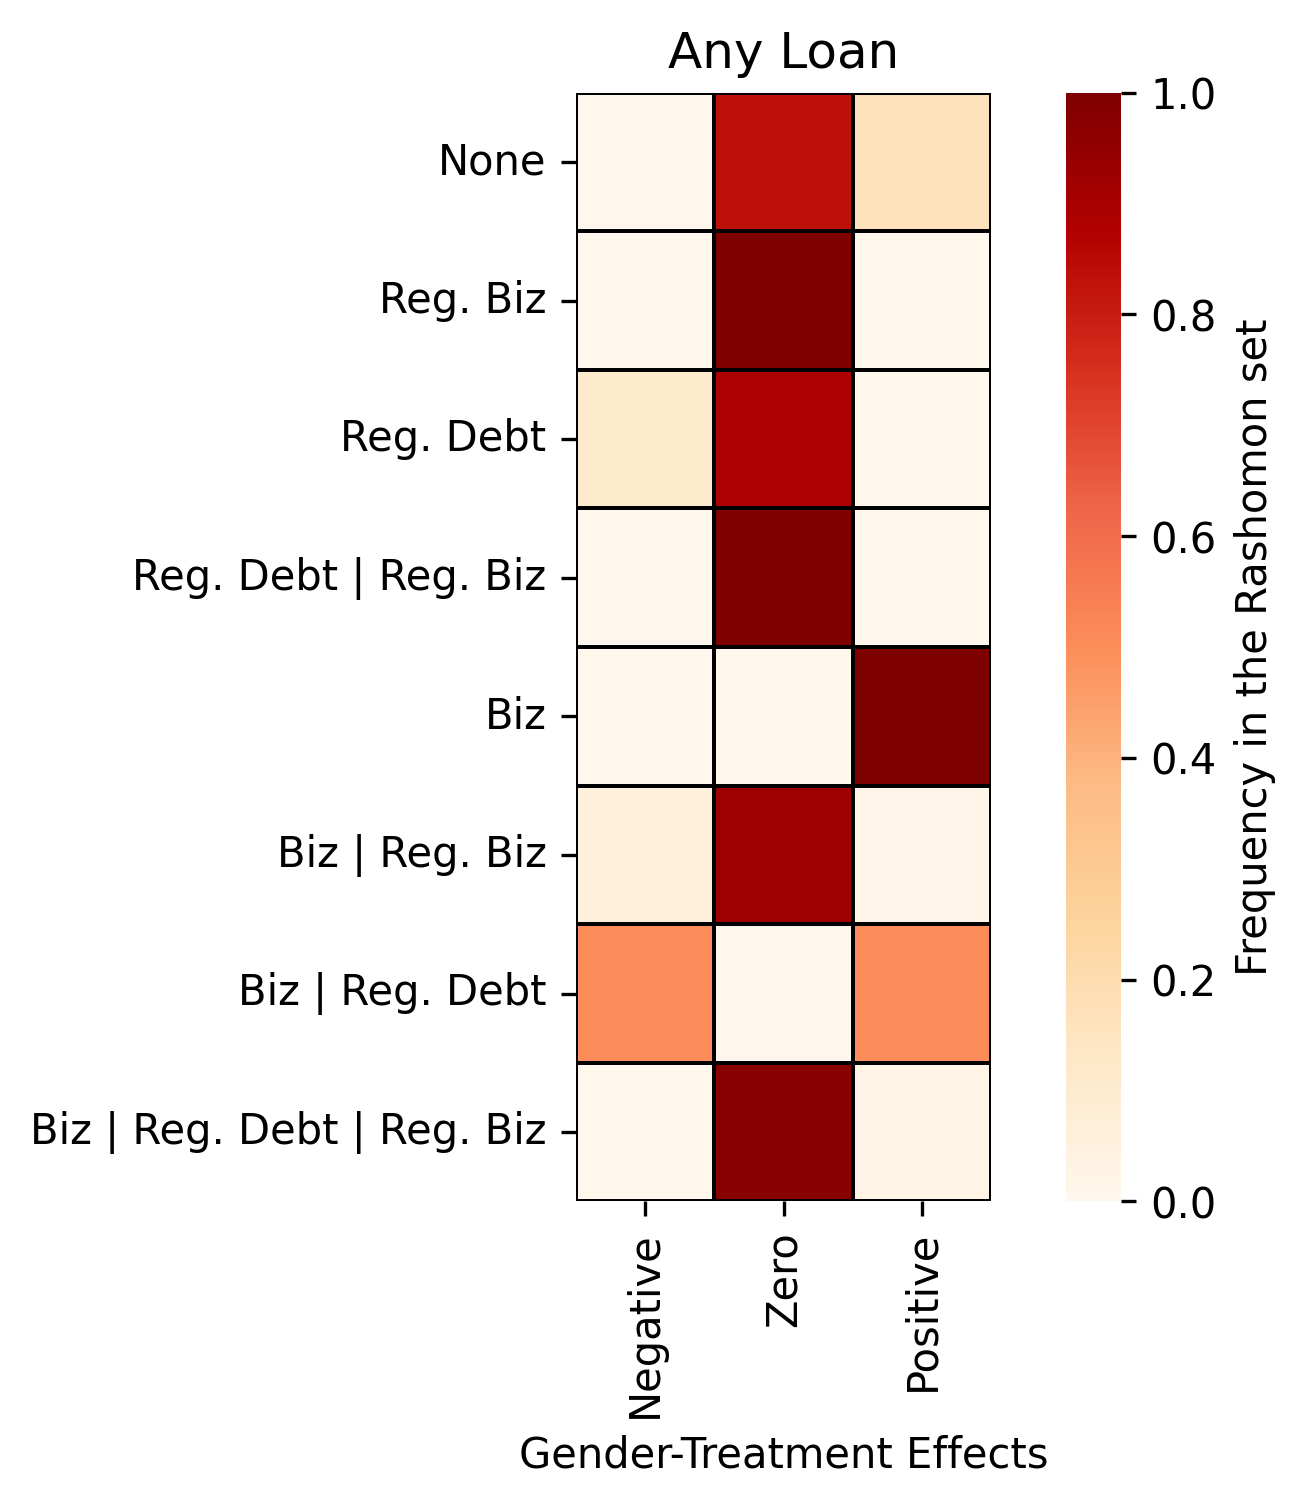 Any Loan
None
Reg. Biz
Reg. Debt
Reg. Debt | Reg. Biz
Biz
Biz | Reg. Biz
Biz | Reg. Debt
Biz | Reg. Debt | Reg. Biz
Negative
Zero
Positive
Gender-Treatment Effects
1.0
0.8
0.6
0.4
0.2
0.0
Frequency in the Rashomon set